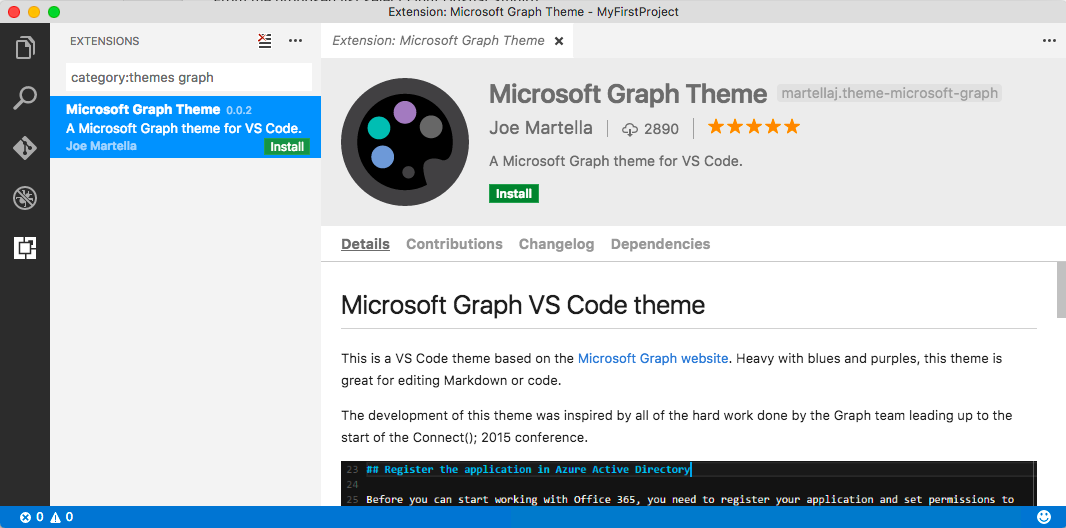 Extension: Microsoft Graph Theme - MyFirstProject
EXTENSIONS
category:themes graph
Microsoft Graph Theme 0.0.2
A Microsoft Graph theme for VS Code.
Joe Martella
Install
Extension: Microsoft Graph Theme
Microsoft Graph Theme martellaj.theme-microsoft-graph
Joe Martella 2890
A Microsoft Graph theme for VS Code.
Install
Details Contributions Changelog Dependencies
Microsoft Graph VS Code theme
This is a VS Code theme based on the Microsoft Graph website. Heavy with blues and purples, this theme is
great for editing Markdown or code.
The development of this theme was inspired by all of the hard work done by the Graph team leading up to the
start of the Connect(); 2015 conference.
23 ## Register the application in Azure Active Directory
24
25 Before you can start working with Office 365, you need to register your application and set permissions to
0 0